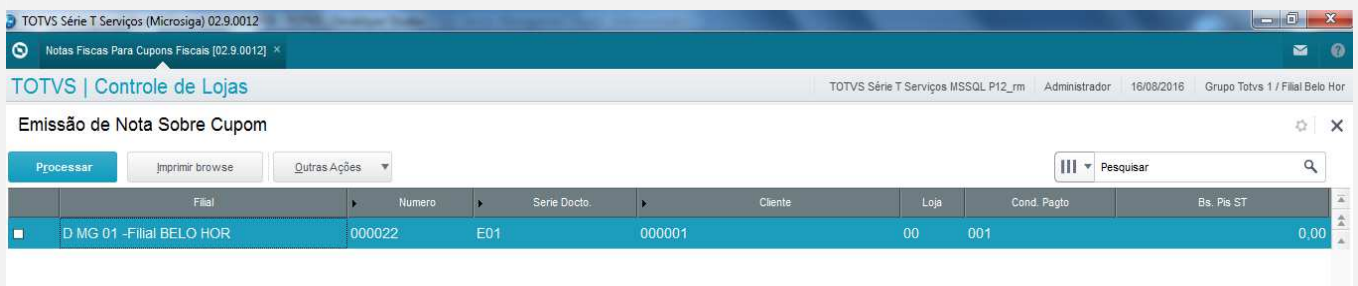 TOTVS Série T Serviços (Microsiga) 02.9.0012
Notas Fiscas Para Cupons Fiscais [02.9.0012] ×
TOTVS | Controle de Lojas TOTVS Série T Serviços MSSQL P12_rm Administrador 16/08/2016 Grupo Totvs 1 / Filial Belo Hor
Emissão de Nota Sobre Cupom
Processar Imprimir browse Outras Ações Pesquisar
Filial Numero Serie Docto. Cliente Loja Cond. Pagto Bs. Pis ST
D MG 01 -Filial BELO HOR 000022 E01 000001 00 001 0,00